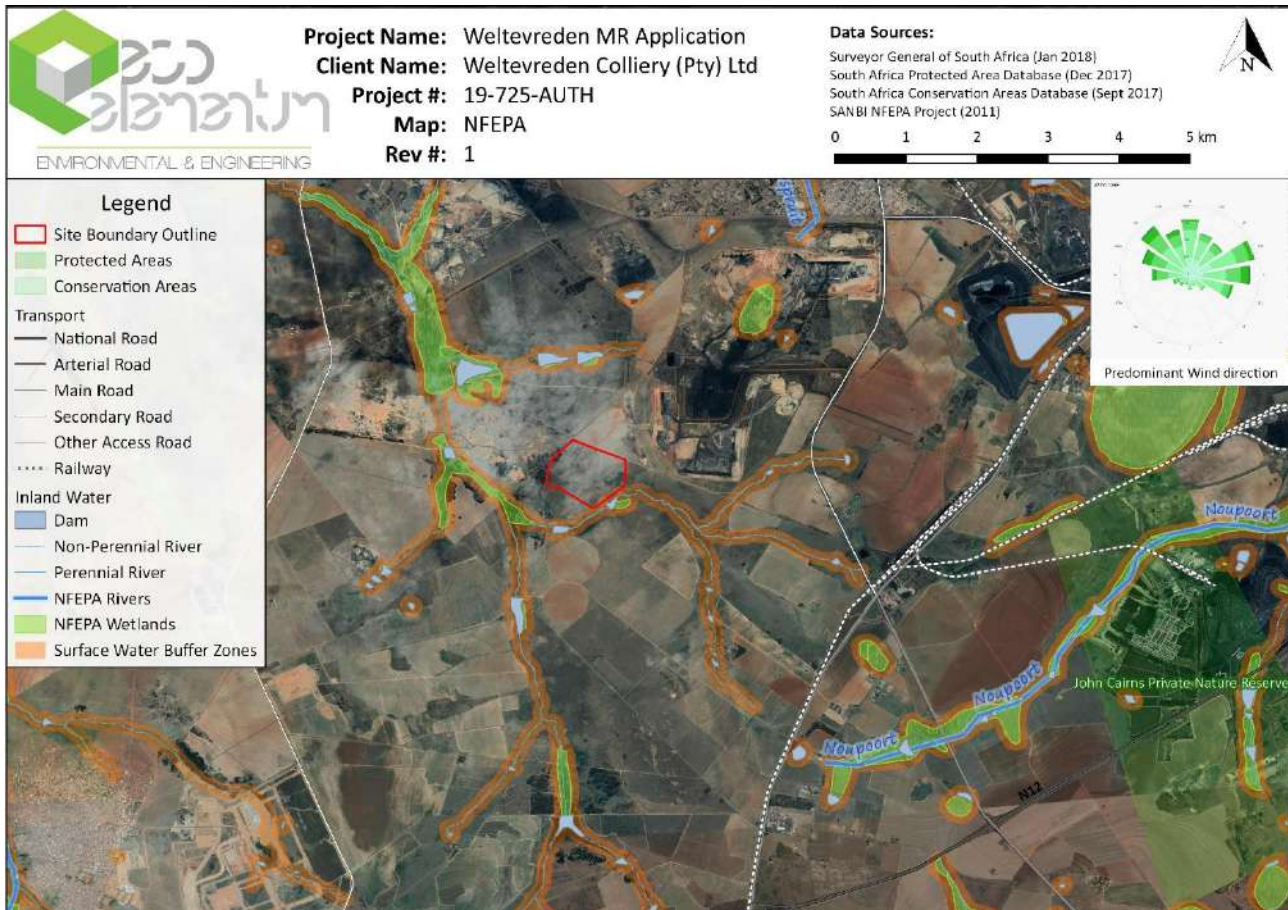 eco
elementum
ENVIRONMENTAL & ENGINEERING
Project Name: Weltevreden MR Application
Client Name: Weltevreden Colliery (Pty) Ltd
Project #: 19-725-AUTH
Map: NFEPA
Rev #: 1
Data Sources:
Surveyor General of South Africa (Jan 2018)
South Africa Protected Area Database (Dec 2017)
South Africa Conservation Areas Database (Sept 2017)
SANBI NFEPA Project (2011)
0 1 2 3 4 5 km
N
Legend
Site Boundary Outline
Protected Areas
Conservation Areas
Transport
National Road
Arterial Road
Main Road
Secondary Road
Other Access Road
Railway
Inland Water
Dam
Non-Perennial River
Perennial River
NFEPA Rivers
NFEPA Wetlands
Surface Water Buffer Zones
spruit
Predominant Wind direction
Noupoort
John Cairns Private Nature Reserve
Noupoort
Noupoort
N12